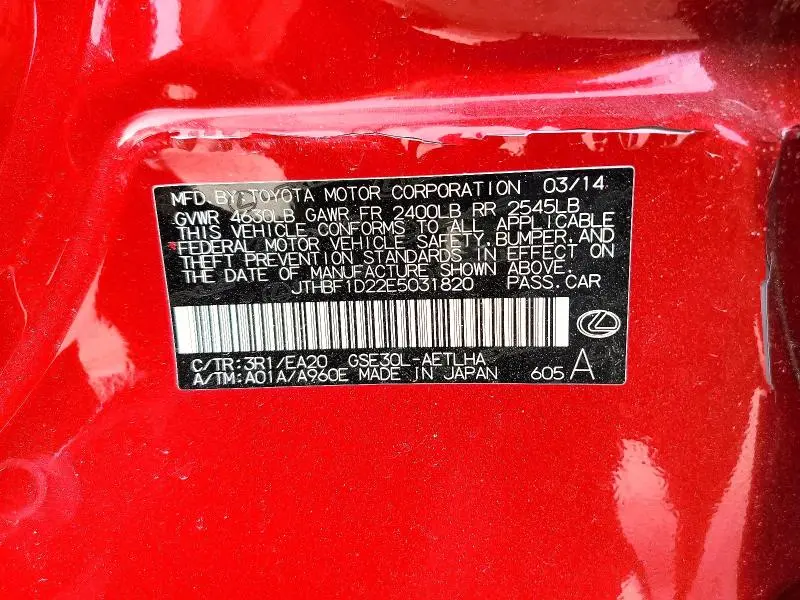 MFD. BY: TOYOTA MOTOR CORPORATION 03/14
GVWR 4630LB GAWR FR 2400LB RR 2545LB
THIS VEHICLE CONFORMS TO ALL APPLICABLE
FEDERAL MOTOR VEHICLE SAFETY, BUMPER, AND
THEFT PREVENTION STANDARDS IN EFFECT ON
THE DATE OF MANUFACTURE SHOWN ABOVE.
JTHBF1D22E5031820 PASS. CAR
C/TR: 3R1/EA20 GSE30L-AETLHA
A/TM: A01A/A960E MADE IN JAPAN 605 A